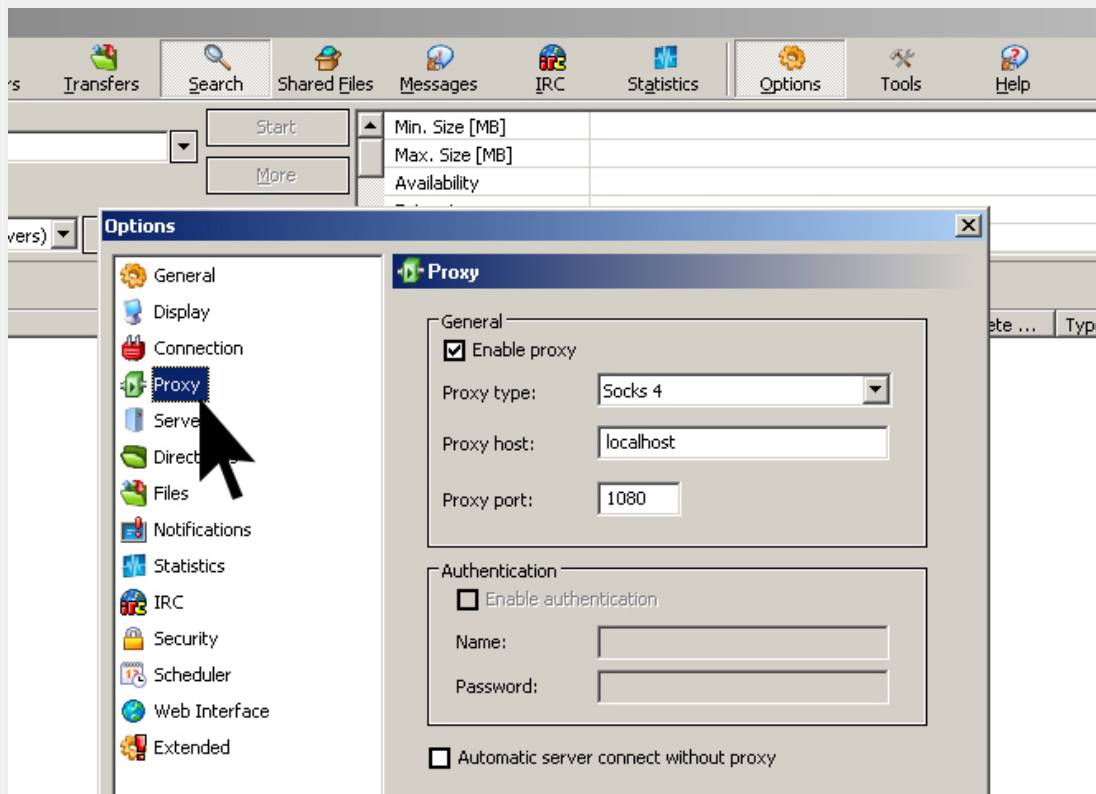 Transfers Search Shared Files Messages IRC Statistics Options Tools Help
Start
Min. Size [MB]
Max. Size [MB]
More
Availability
vers)
Options
General
Display
Connection
Proxy
Files
Notifications
Statistics
IRC
Security
Scheduler
Web Interface
Extended
Proxy
General
Enable proxy
Proxy type: Socks 4
Proxy host: localhost
Proxy port: 1080
Authentication
Enable authentication
Name:
Password:
Automatic server connect without proxy
ete ... Typ